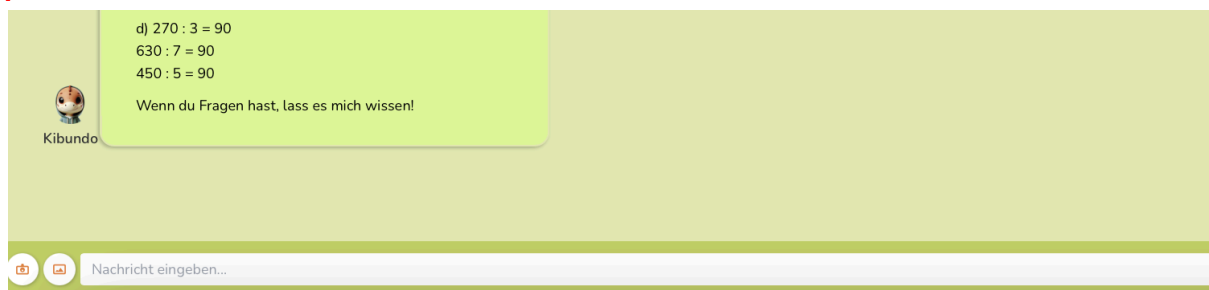 d) 270 : 3 = 90
630 : 7 = 90
450 : 5 = 90
Wenn du Fragen hast, lass es mich wissen!
Kibundo
Nachricht eingeben...